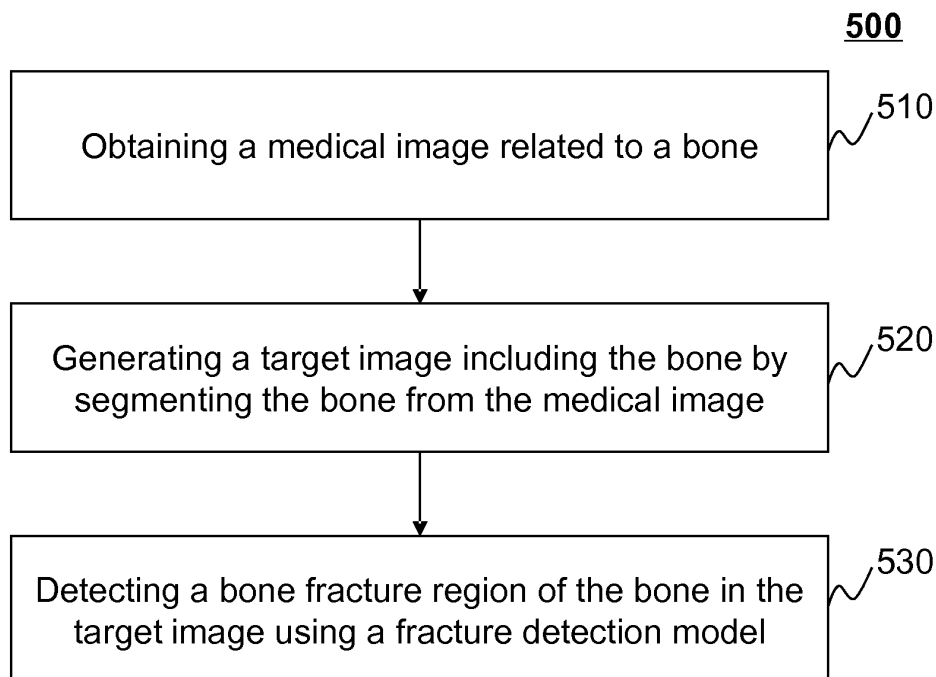 500
Obtaining a medical image related to a bone
510
Generating a target image including the bone by
segmenting the bone from the medical image
520
Detecting a bone fracture region of the bone in the
target image using a fracture detection model
530